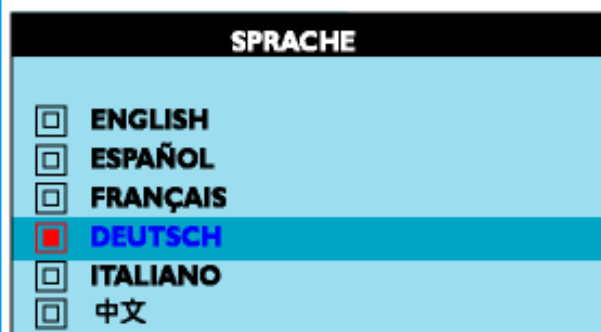 SPRACHE
ENGLISH
ESPAÑOL
FRANÇAIS
DEUTSCH
ITALIANO
中文